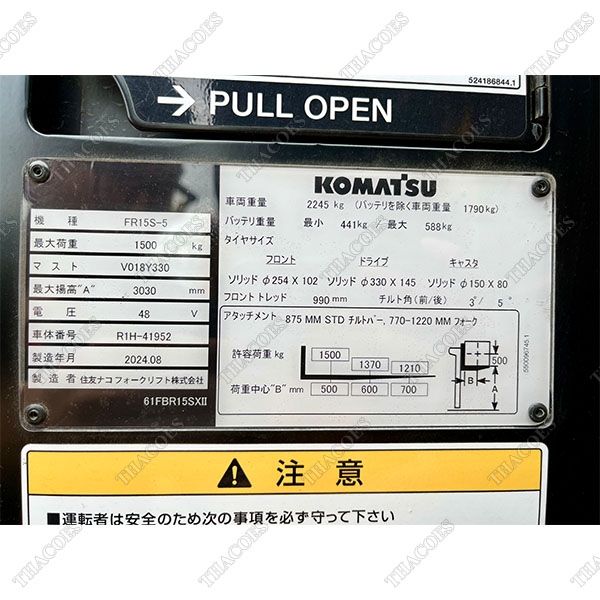 524186844.1
→ PULL OPEN
機種 FR15S-5
最大荷重 1500 kg
マスト V018Y330
最大揚高"A" 3030 mm
電圧 48 V
車体番号 R1H-41952
製造年月 2024.08
製造者 住友ナコフォークリフト株式会社
61FBR15SXⅡ
KOMATSU
車両重量 2245 kg (バッテリを除く車両重量 1790kg)
バッテリ重量 最小 441kg / 最大 588kg
タイヤサイズ
フロント ドライブ キャスタ
ソリッド ø254 X 102 ソリッド ø330 X 145 ソリッド ø150 X 80
フロント トレッド 990 mm チルト角(前/後) 3°/ 5°
アタッチメント 875 MM STD チルトバー, 770-1220 MM フォーク
許容荷重 kg 1500 1370 1210
荷重中心"B" mm 500 600 700
500
B
A
550096745.1
注意
■運転者は安全のため次の事項を必ず守って下さい
THACOES